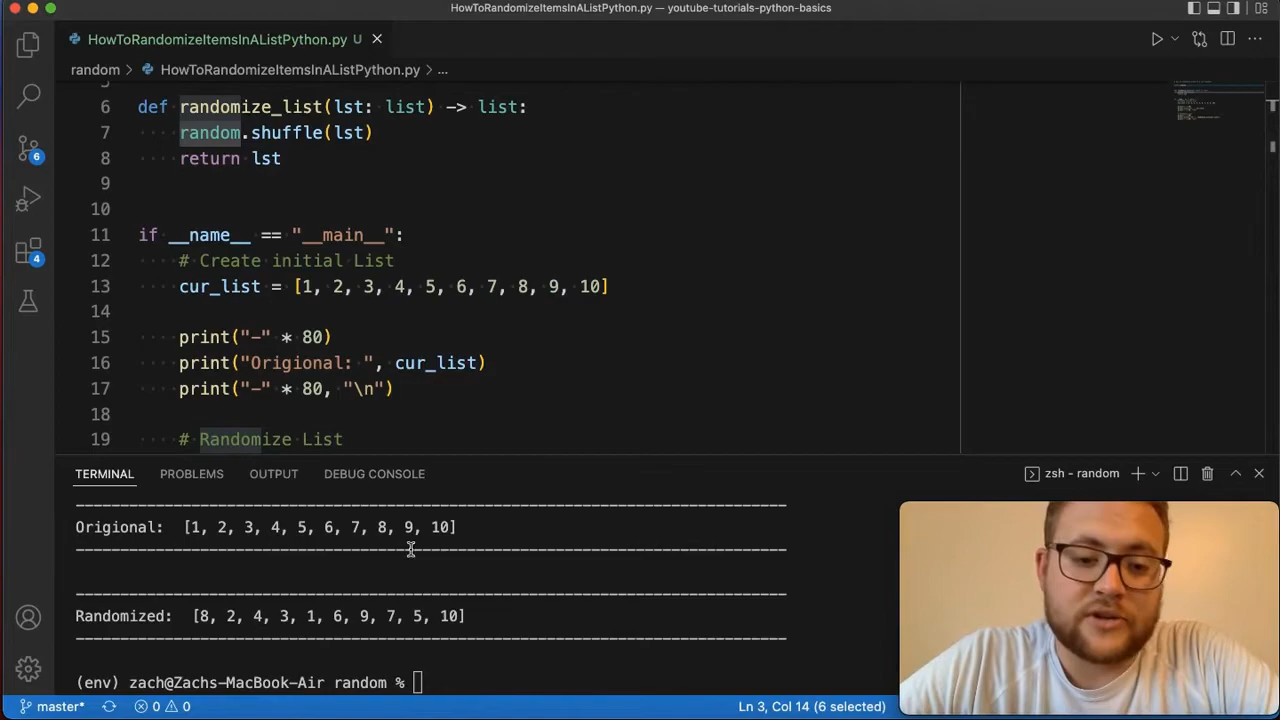 HowToRandomizeItemsInAListPython.py — youtube-tutorials-python-basics
HowToRandomizeItemsInAListPython.py U
random > HowToRandomizeItemsInAListPython.py > ...
5
6 def randomize_list(lst: list) -> list:
7 random.shuffle(lst)
8 return lst
9
10
11 if __name__ == "__main__":
12 # Create initial List
13 cur_list = [1, 2, 3, 4, 5, 6, 7, 8, 9, 10]
14
15 print("-" * 80)
16 print("Origional: ", cur_list)
17 print("-" * 80, "\n")
18
19 # Randomize List
6
4
TERMINAL PROBLEMS OUTPUT DEBUG CONSOLE zsh - random
--------------------------------------------------------------------------------
Origional:  [1, 2, 3, 4, 5, 6, 7, 8, 9, 10]
--------------------------------------------------------------------------------
--------------------------------------------------------------------------------
Randomized:  [8, 2, 4, 3, 1, 6, 9, 7, 5, 10]
--------------------------------------------------------------------------------
(env) zach@Zachs-MacBook-Air random %
master* 0 0 Ln 3, Col 14 (6 selected)